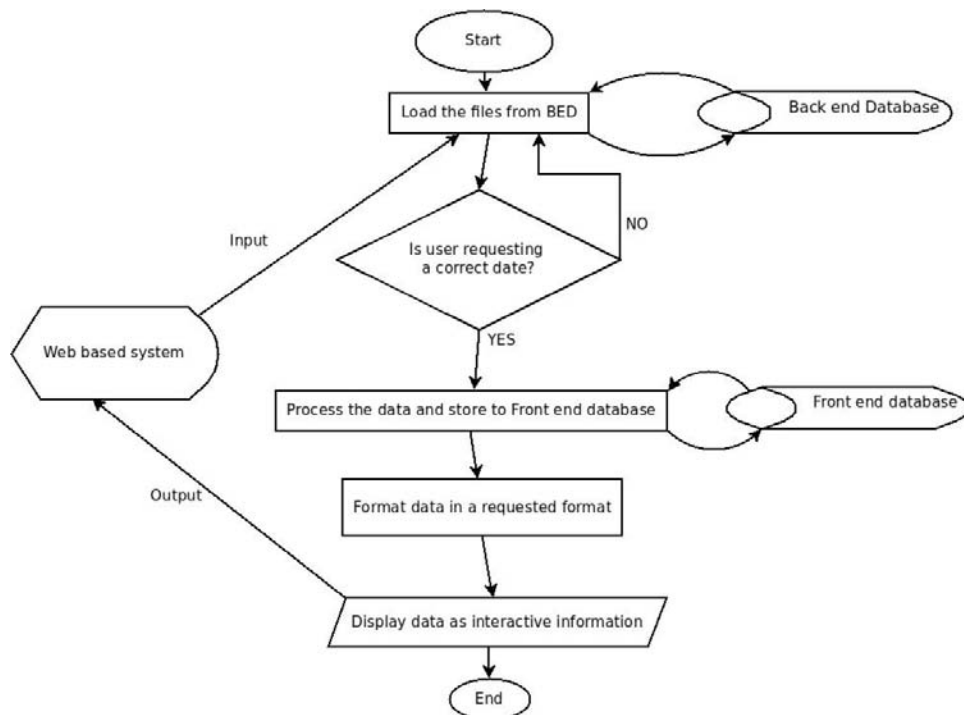 Start
Load the files from BED
Back end Database
NO
Input
Is user requesting
a correct date?
YES
Web based system
Process the data and store to Front end database
Front end database
Format data in a requested format
Output
Display data as interactive information
End